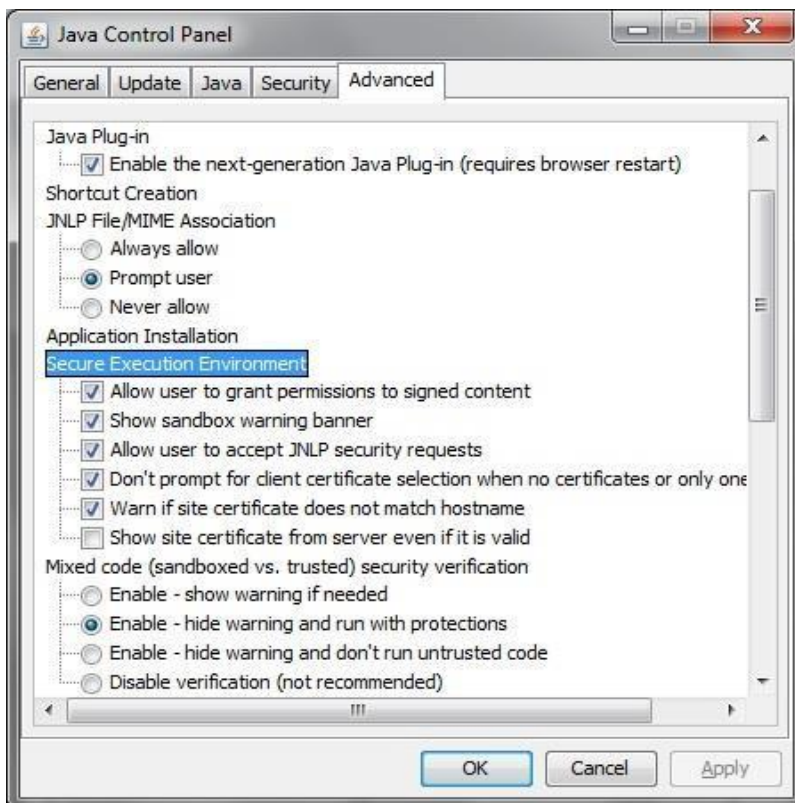 Java Control Panel
General Update Java Security Advanced
Java Plug-in
Enable the next-generation Java Plug-in (requires browser restart)
Shortcut Creation
JNLP File/MIME Association
Always allow
Prompt user
Never allow
Application Installation
Secure Execution Environment
Allow user to grant permissions to signed content
Show sandbox warning banner
Allow user to accept JNLP security requests
Don't prompt for client certificate selection when no certificates or only one
Warn if site certificate does not match hostname
Show site certificate from server even if it is valid
Mixed code (sandboxed vs. trusted) security verification
Enable - show warning if needed
Enable - hide warning and run with protections
Enable - hide warning and don't run untrusted code
Disable verification (not recommended)
OK Cancel Apply